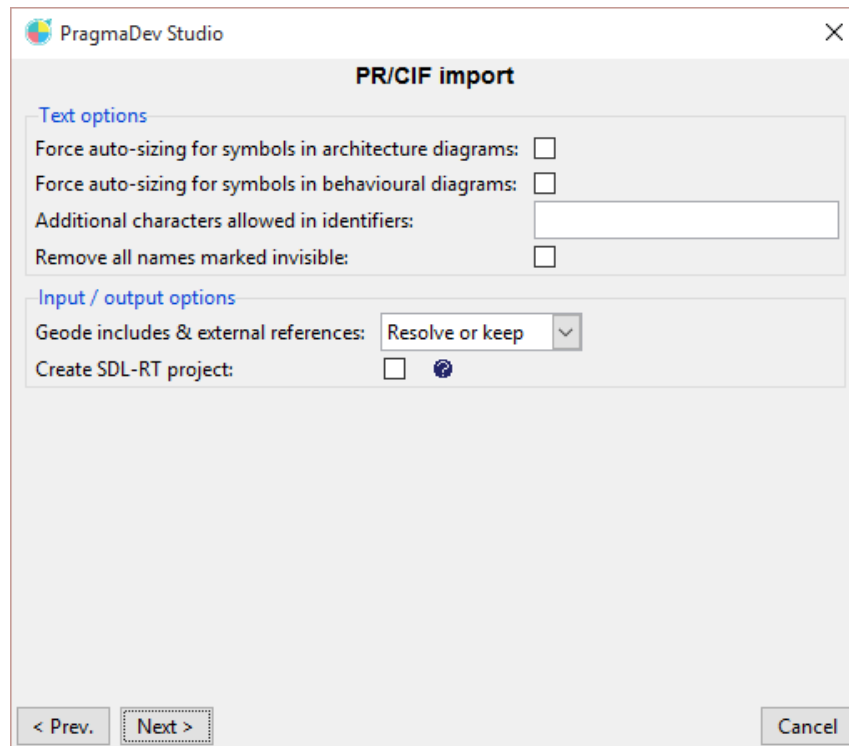 PragmaDev Studio
PR/CIF import
Text options
Force auto-sizing for symbols in architecture diagrams:
Force auto-sizing for symbols in behavioural diagrams:
Additional characters allowed in identifiers:
Remove all names marked invisible:
Input / output options
Geode includes & external references: Resolve or keep
Create SDL-RT project: ?
< Prev. Next > Cancel